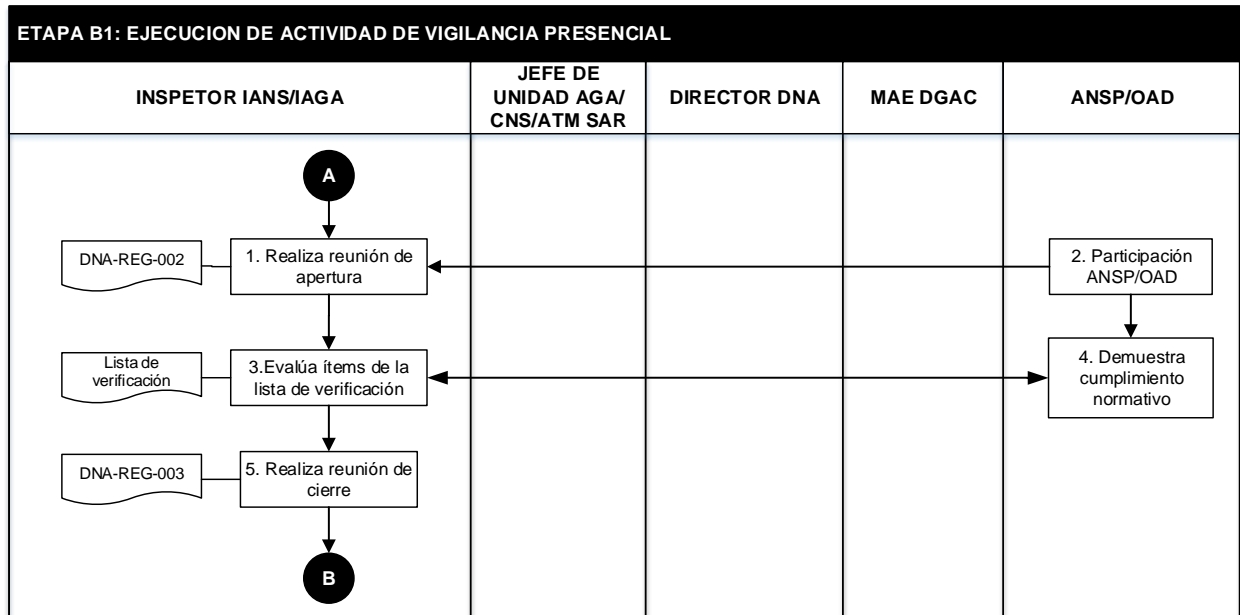 ETAPA B1: EJECUCION DE ACTIVIDAD DE VIGILANCIA PRESENCIAL
INSPETOR IANS/IAGA
JEFE DE
UNIDAD AGA/
CNS/ATM SAR
DIRECTOR DNA
MAE DGAC
ANSP/OAD
A
DNA-REG-002
1. Realiza reunión de
apertura
2. Participación
ANSP/OAD
Lista de
verificación
3.Evalúa ítems de la
lista de verificación
4. Demuestra
cumplimiento
normativo
DNA-REG-003
5. Realiza reunión de
cierre
B